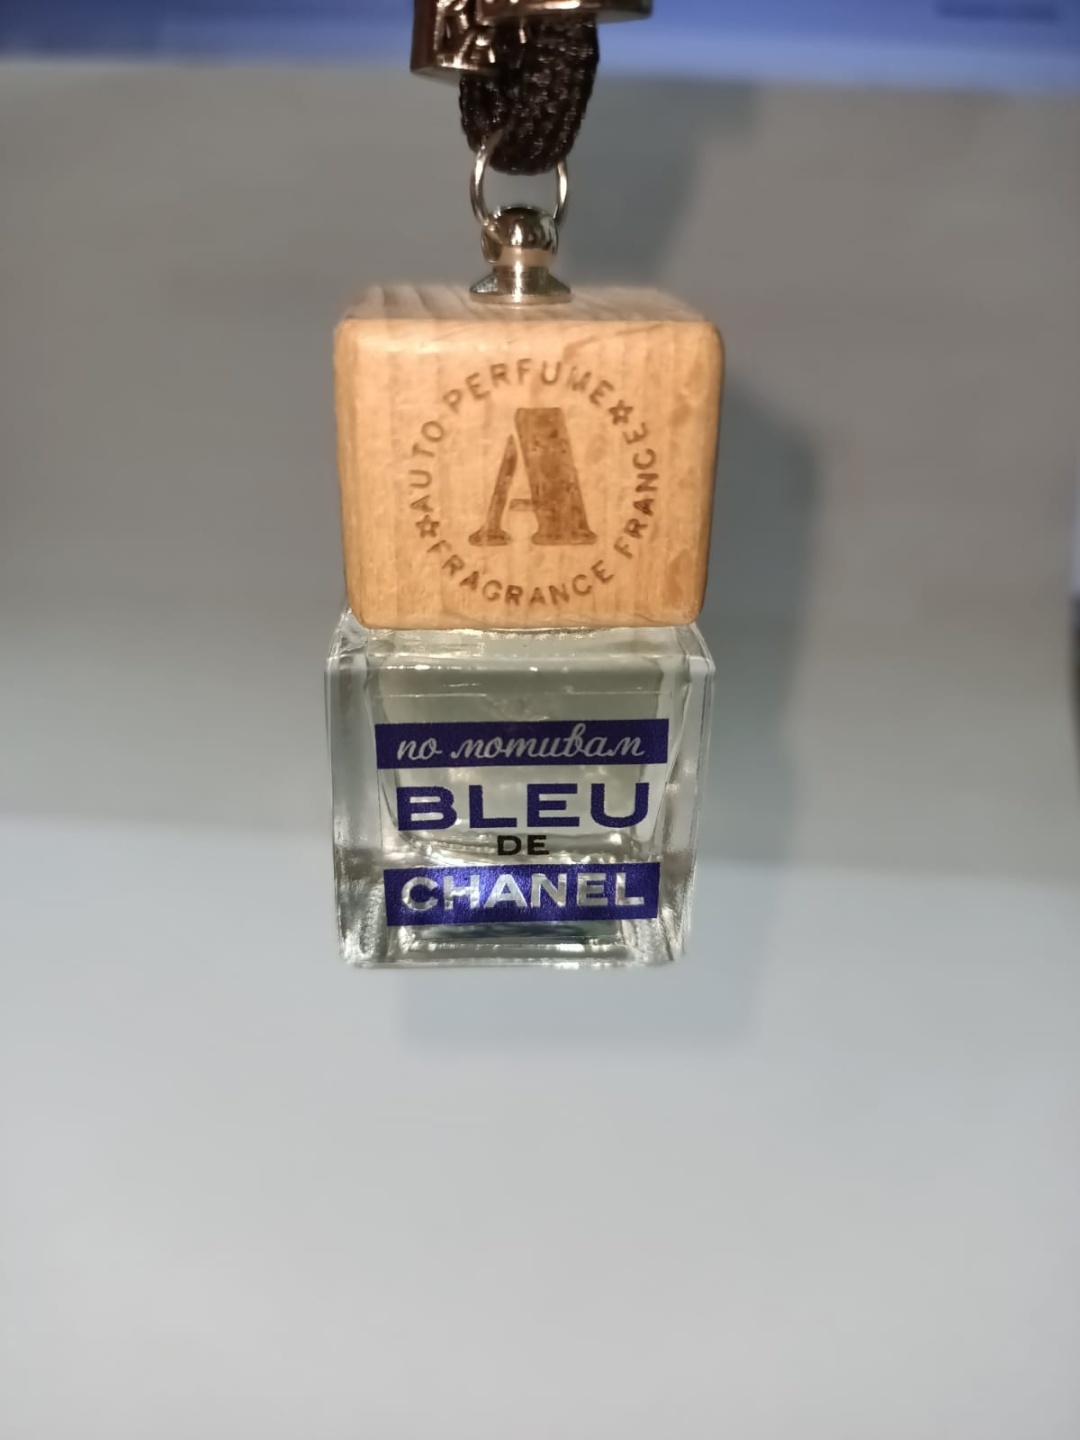 AUTO PERFUME
FRAGRANCE FRANCE
A
по мотивам
BLEU
DE
CHANEL